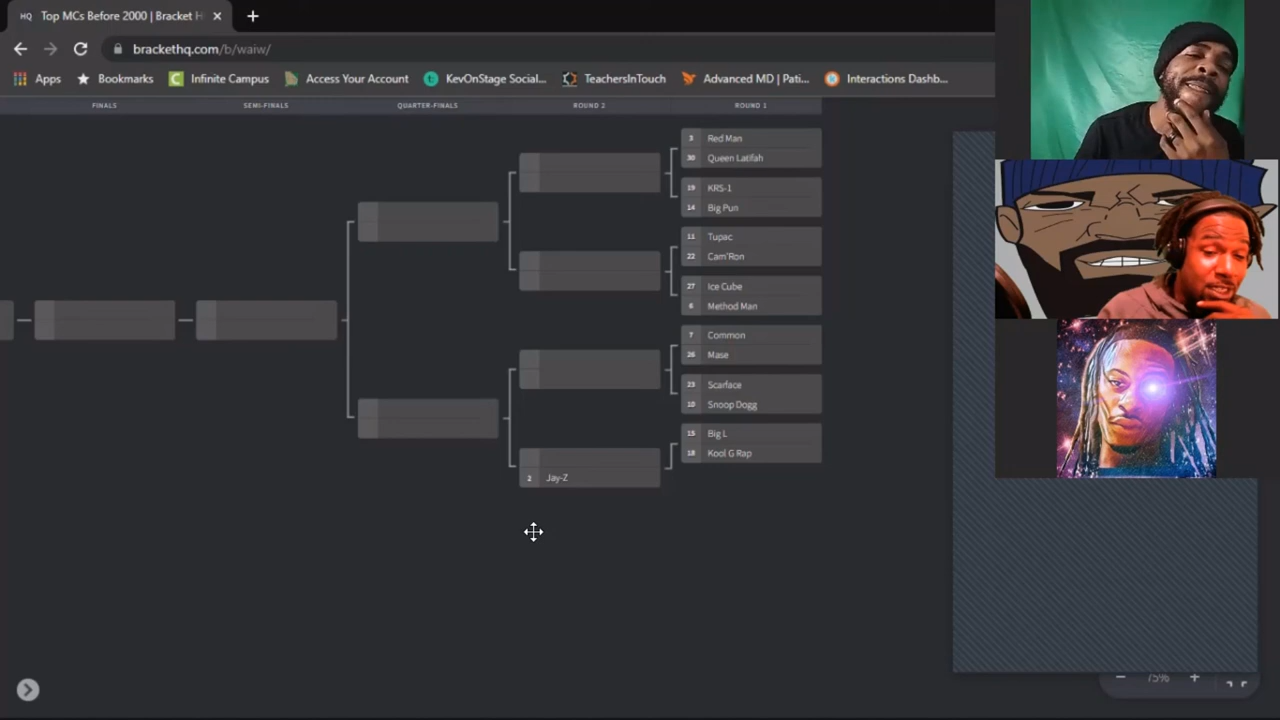 HQ Top MCs Before 2000 | Bracket H
brackethq.com/b/waiw/
Apps Bookmarks Infinite Campus Access Your Account KevOnStage Social... TeachersInTouch Advanced MD | Pati... Interactions Dashb...
FINALS SEMI-FINALS QUARTER-FINALS ROUND 2 ROUND 1
3 Red Man
30 Queen Latifah
19 KRS-1
14 Big Pun
11 Tupac
22 Cam'Ron
27 Ice Cube
6 Method Man
7 Common
26 Mase
23 Scarface
10 Snoop Dogg
15 Big L
18 Kool G Rap
2 Jay-Z
75%